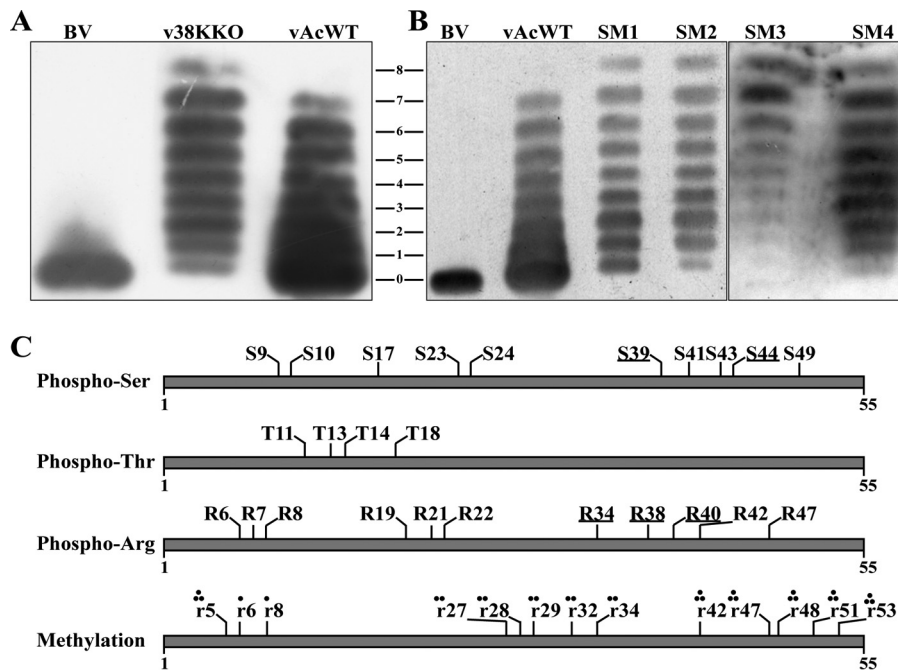 A
BV v38KKO vAcWT
8
7
6
5
4
3
2
1
0
B
BV vAcWT SM1 SM2 SM3 SM4
C
S9 S10 S17 S23 S24 S39 S41 S43 S44 S49
Phospho-Ser
1 55
T11 T13 T14 T18
Phospho-Thr
1 55
R6 R7 R8 R19 R21 R22 R34 R38 R40 R42 R47
Phospho-Arg
1 55
r5 r6 r8 r27 r28 r29 r32 r34 r42 r47 r48 r51 r53
Methylation
1 55